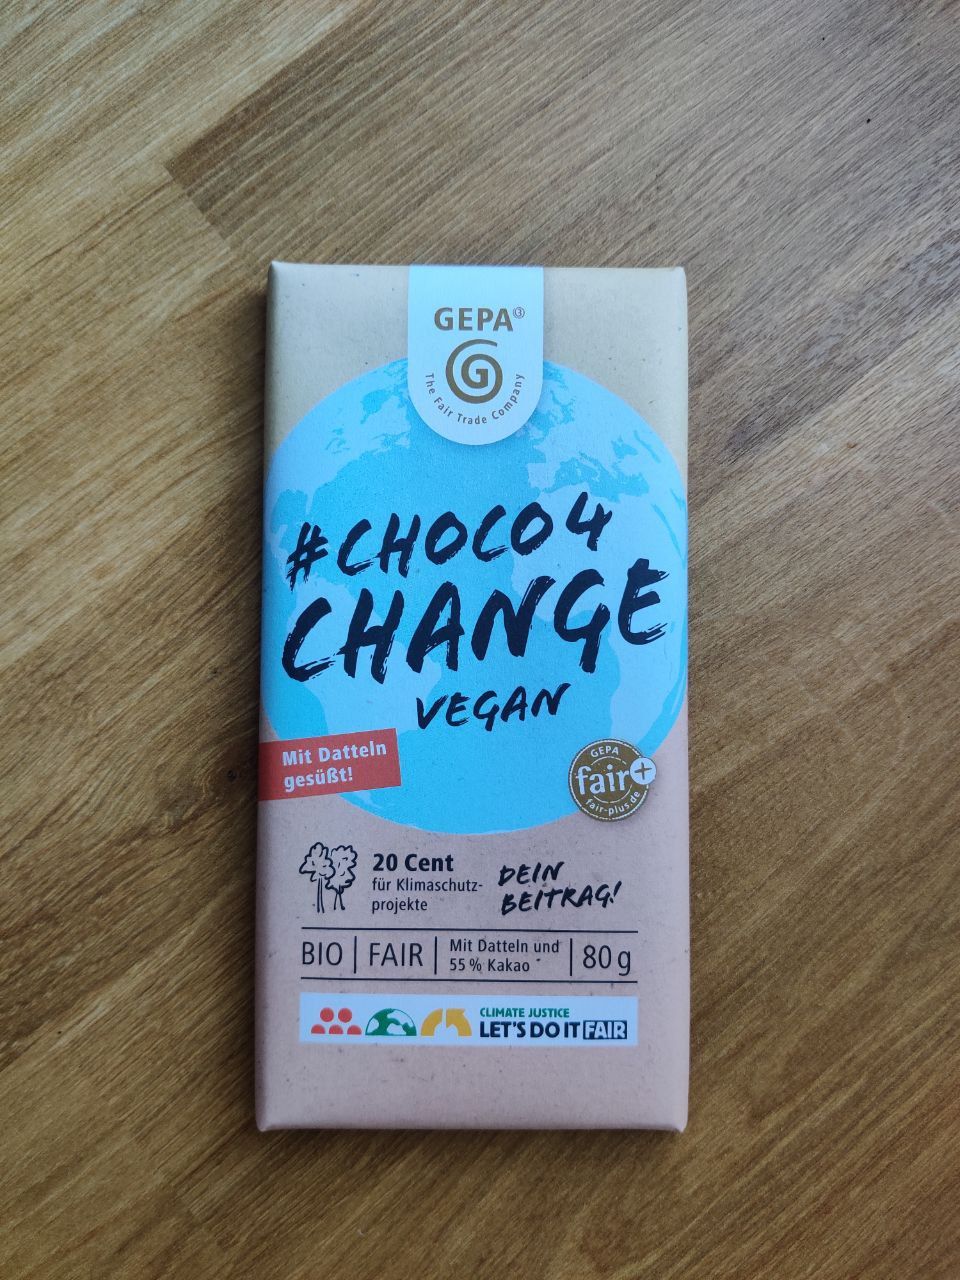 GEPA③
G
The Fair Trade Company
#CHOCO4
CHANGE
VEGAN
Mit Datteln
gesüßt!
GEPA
fair+
fair-plus.de
20 Cent
für Klimaschutz-
projekte
DEIN
BEITRAG!
BIO | FAIR | Mit Datteln und
55 % Kakao | 80 g
CLIMATE JUSTICE
LET'S DO IT FAIR